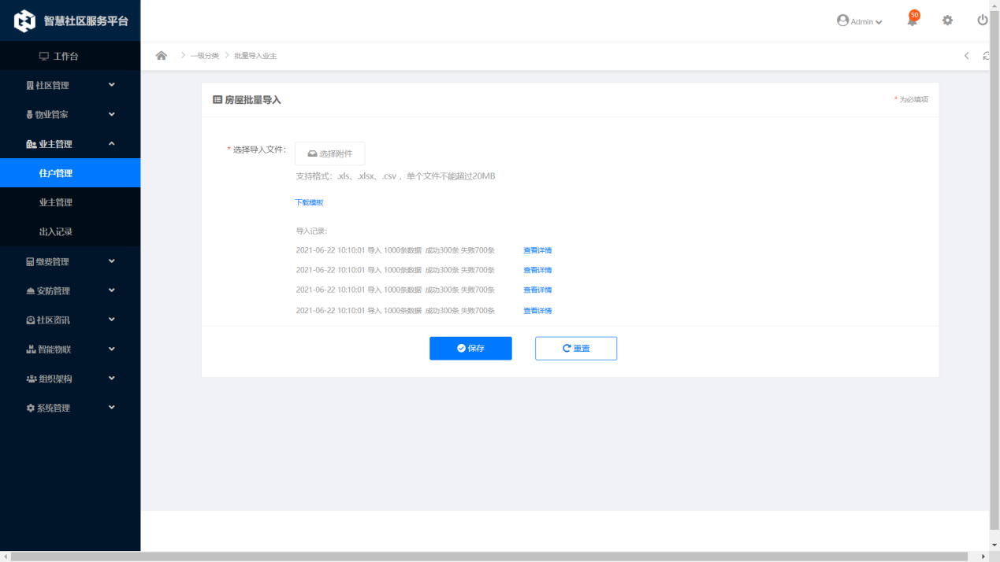 智慧社区服务平台
Admin
50
工作台
一级分类
批量导入业主
社区管理
物业管家
业主管理
住户管理
业主管理
出入记录
缴费管理
安防管理
社区资讯
智能物联
组织架构
系统管理
房屋批量导入
* 为必填项
* 选择导入文件：
选择附件
支持格式：.xls、.xlsx、.csv ，单个文件不能超过20MB
下载模板
导入记录：
2021-06-22 10:10:01 导入 1000条数据 成功300条 失败700条 查看详情
2021-06-22 10:10:01 导入 1000条数据 成功300条 失败700条 查看详情
2021-06-22 10:10:01 导入 1000条数据 成功300条 失败700条 查看详情
2021-06-22 10:10:01 导入 1000条数据 成功300条 失败700条 查看详情
保存
重置